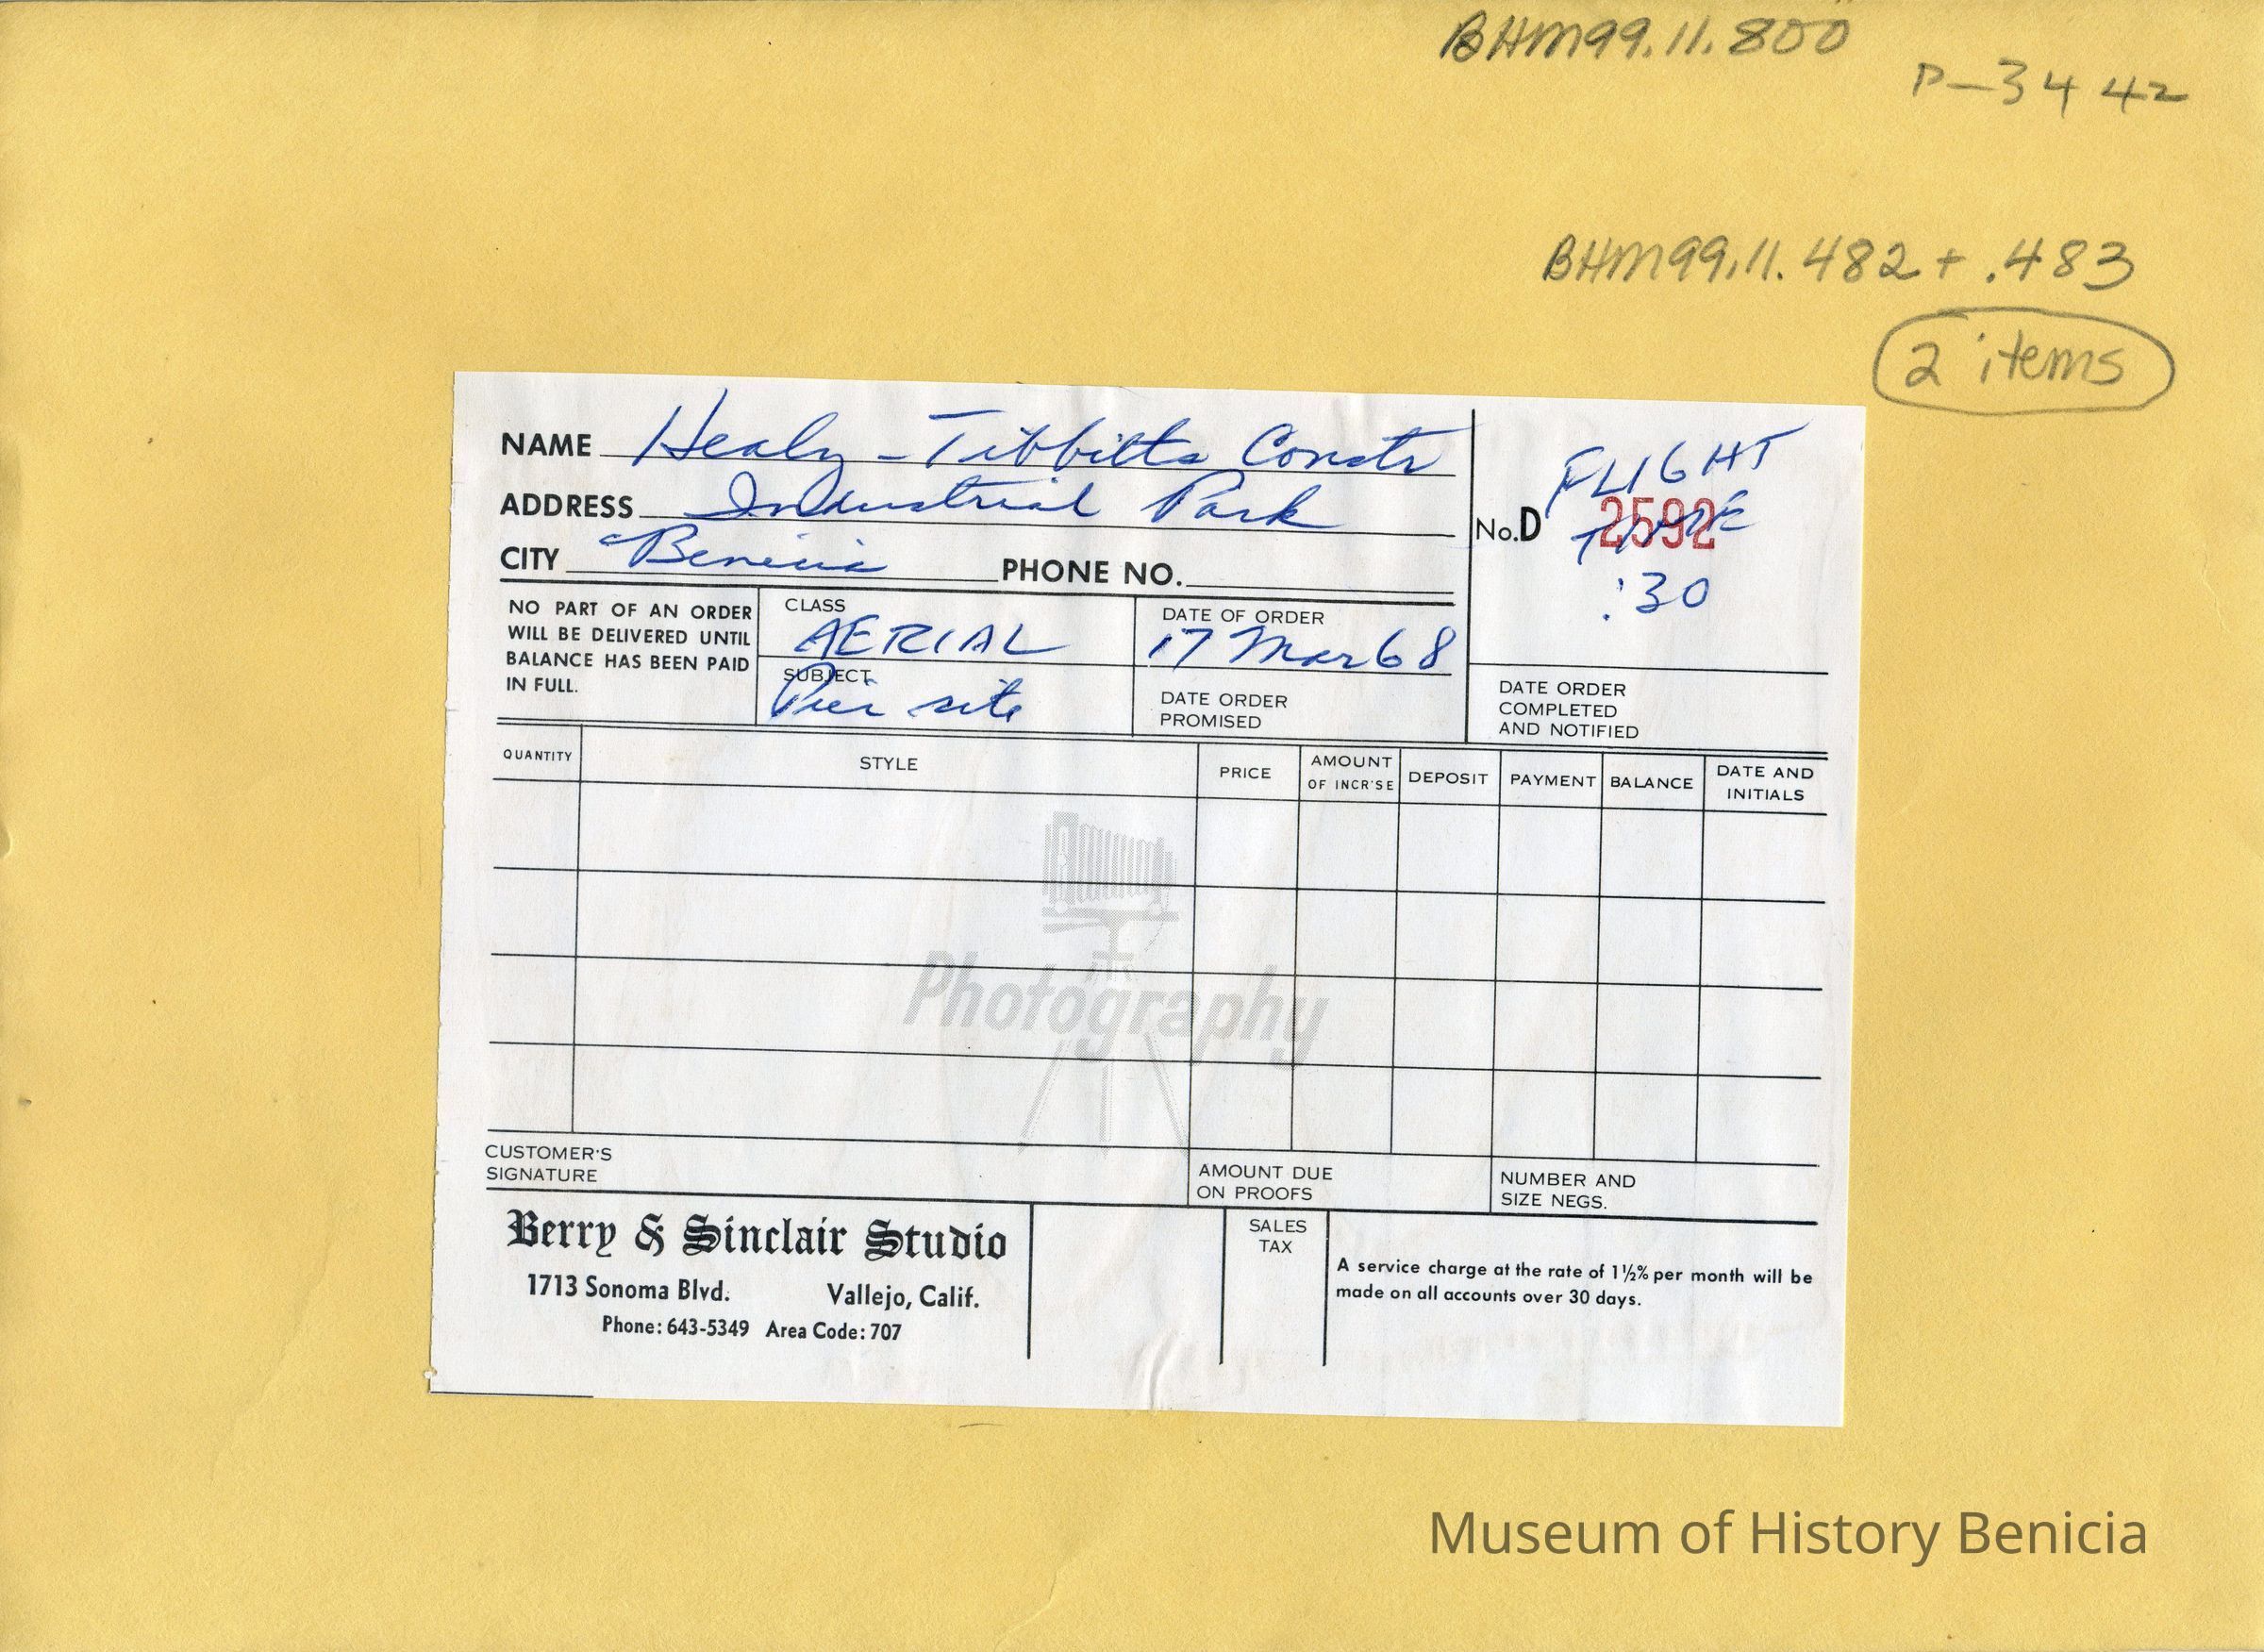 BHM99.11.800
P-3442
BHM99.11.482 + .483
2 items
NAME Healy-Tibbitts Constr
ADDRESS Industrial Park
CITY Benicia PHONE NO.
No.D 2592
FLIGHT
TIME
:30
NO PART OF AN ORDER
WILL BE DELIVERED UNTIL
BALANCE HAS BEEN PAID
IN FULL.
CLASS
AERIAL
SUBJECT
Pier site
DATE OF ORDER
17 Mar 68
DATE ORDER
PROMISED
DATE ORDER
COMPLETED
AND NOTIFIED
QUANTITY
STYLE
PRICE
AMOUNT
OF INCR'SE
DEPOSIT
PAYMENT
BALANCE
DATE AND
INITIALS
Photography
CUSTOMER'S
SIGNATURE
AMOUNT DUE
ON PROOFS
NUMBER AND
SIZE NEGS.
Berry & Sinclair Studio
1713 Sonoma Blvd. Vallejo, Calif.
Phone: 643-5349 Area Code: 707
SALES
TAX
A service charge at the rate of 1½% per month will be
made on all accounts over 30 days.
Museum of History Benicia